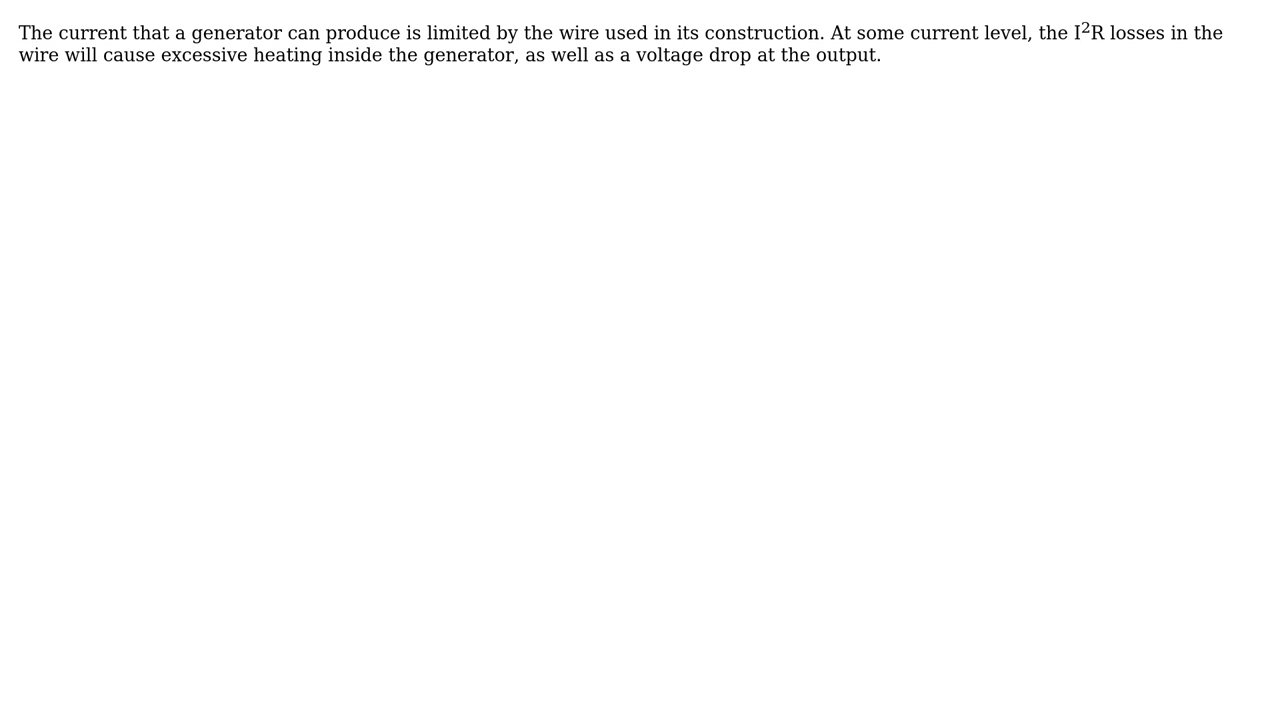 The current that a generator can produce is limited by the wire used in its construction. At some current level, the I²R losses in the
wire will cause excessive heating inside the generator, as well as a voltage drop at the output.